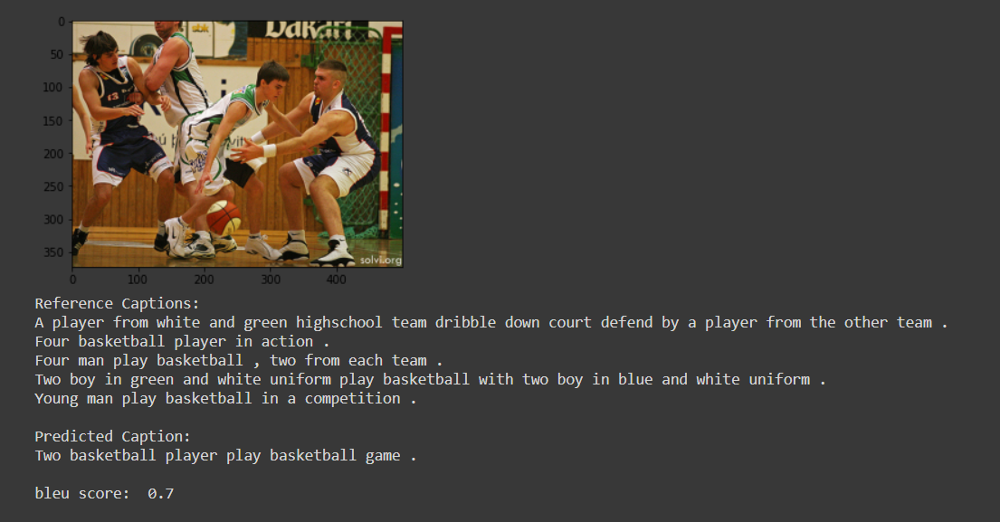 Dakar
0
50
100
150
200
250
300
350
13
solvi.org
0 100 200 300 400
Reference Captions:
A player from white and green highschool team dribble down court defend by a player from the other team .
Four basketball player in action .
Four man play basketball , two from each team .
Two boy in green and white uniform play basketball with two boy in blue and white uniform .
Young man play basketball in a competition .
Predicted Caption:
Two basketball player play basketball game .
bleu score:  0.7